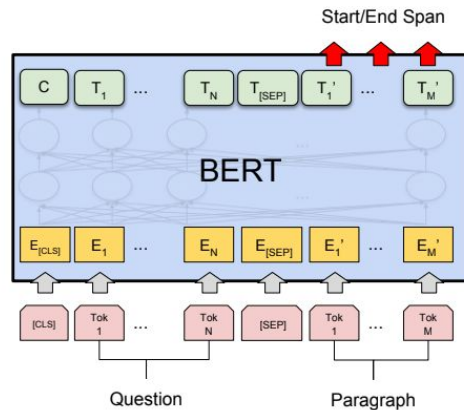 Start/End Span
C T1 ... TN T[SEP] T1' ... TM'
...
BERT
...
E[CLS] E1 ... EN E[SEP] E1' ... EM'
[CLS] Tok 1 ... Tok N [SEP] Tok 1 ... Tok M
Question Paragraph